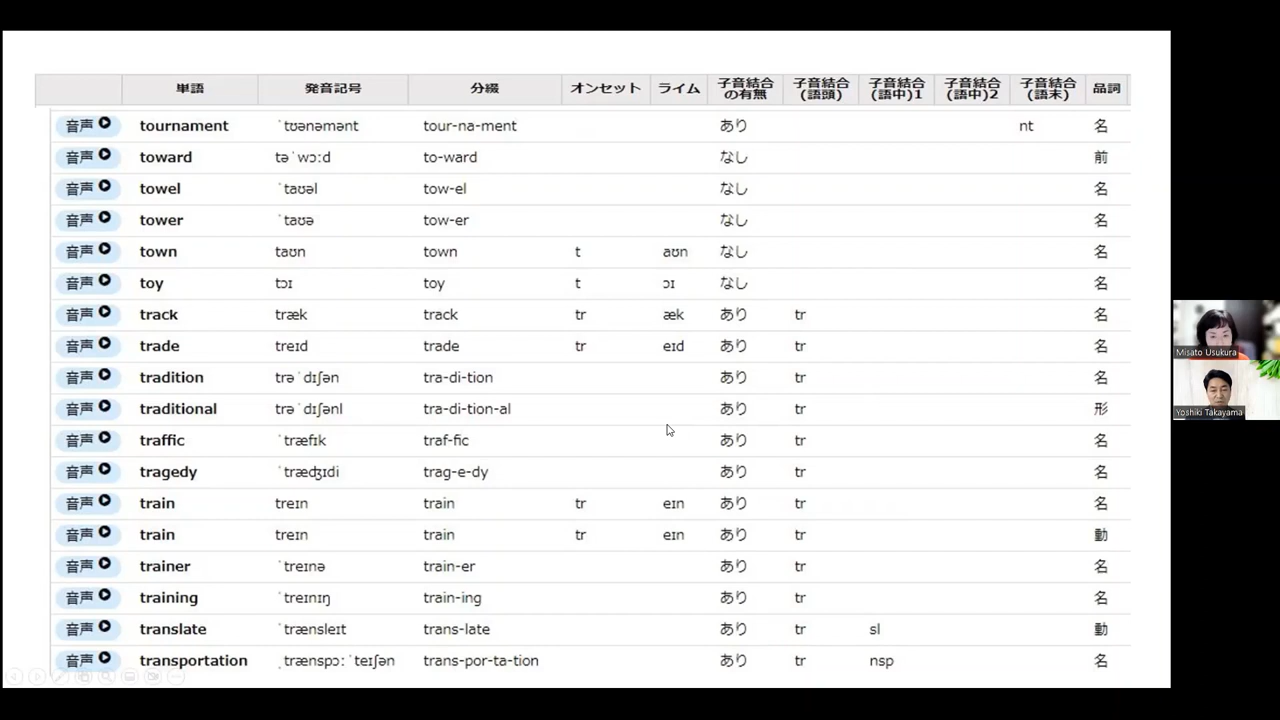 単語 発音記号 分綴 オンセット ライム 子音結合の有無 子音結合(語頭) 子音結合(語中)1 子音結合(語中)2 子音結合(語末) 品詞
音声 tournament ˈtʊənəmənt tour-na-ment あり nt 名
音声 toward təˈwɔːd to-ward なし 前
音声 towel ˈtaʊəl tow-el なし 名
音声 tower ˈtaʊə tow-er なし 名
音声 town taʊn town t aʊn なし 名
音声 toy tɔɪ toy t ɔɪ なし 名
音声 track træk track tr æk あり tr 名
音声 trade treɪd trade tr eɪd あり tr 名
音声 tradition trəˈdɪʃən tra-di-tion あり tr 名
音声 traditional trəˈdɪʃənl tra-di-tion-al あり tr 形
音声 traffic ˈtræfɪk traf-fic あり tr 名
音声 tragedy ˈtræʤɪdi trag-e-dy あり tr 名
音声 train treɪn train tr eɪn あり tr 名
音声 train treɪn train tr eɪn あり tr 動
音声 trainer ˈtreɪnə train-er あり tr 名
音声 training ˈtreɪnɪŋ train-ing あり tr 名
音声 translate ˈtrænsleɪt trans-late あり tr sl 動
音声 transportation ˌtrænspɔːˈteɪʃən trans-por-ta-tion あり tr nsp 名
Misato Usukura
Yoshiki Takayama